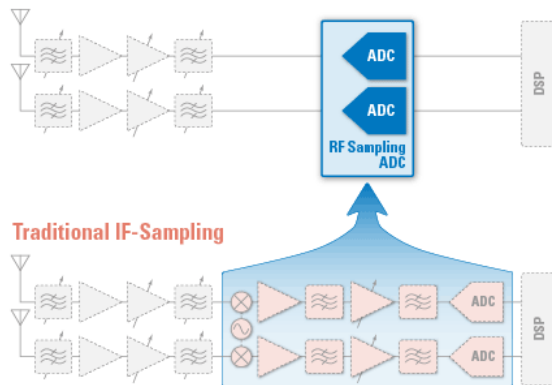 ADC
ADC
RF Sampling
ADC
DSP
Traditional IF-Sampling
ADC
ADC
DSP